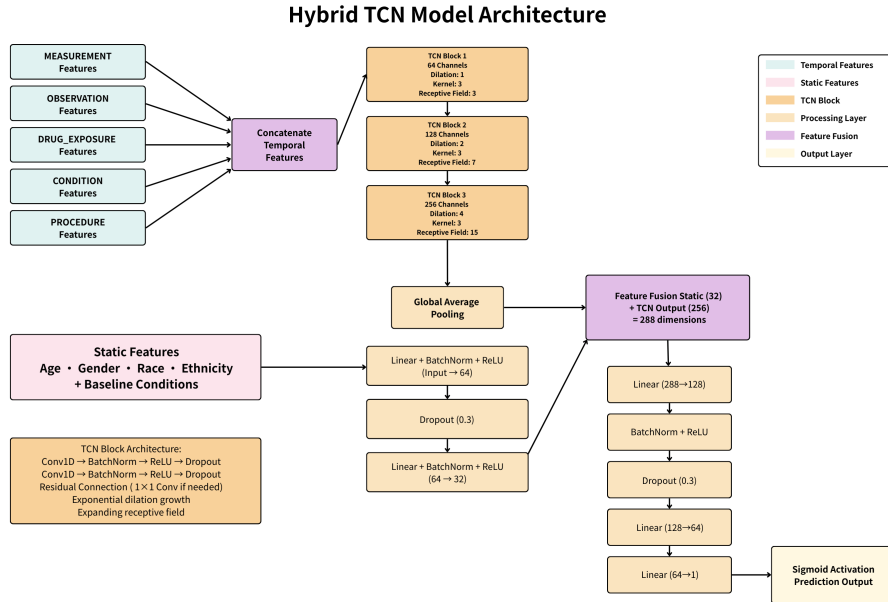 Hybrid TCN Model Architecture
MEASUREMENT
Features
OBSERVATION
Features
DRUG_EXPOSURE
Features
CONDITION
Features
PROCEDURE
Features
Concatenate
Temporal
Features
TCN Block 1
64 Channels
Dilation: 1
Kernel: 3
Receptive Field: 3
TCN Block 2
128 Channels
Dilation: 2
Kernel: 3
Receptive Field: 7
TCN Block 3
256 Channels
Dilation: 4
Kernel: 3
Receptive Field: 15
Temporal Features
Static Features
TCN Block
Processing Layer
Feature Fusion
Output Layer
Global Average
Pooling
Feature Fusion Static (32)
+ TCN Output (256)
= 288 dimensions
Static Features
Age • Gender • Race • Ethnicity
+ Baseline Conditions
Linear + BatchNorm + ReLU
(Input → 64)
Dropout (0.3)
Linear + BatchNorm + ReLU
(64 → 32)
TCN Block Architecture:
Conv1D → BatchNorm → ReLU → Dropout
Conv1D → BatchNorm → ReLU → Dropout
Residual Connection ( 1×1 Conv if needed)
Exponential dilation growth
Expanding receptive field
Linear (288→128)
BatchNorm + ReLU
Dropout (0.3)
Linear (128→64)
Linear (64→1)
Sigmoid Activation
Prediction Output